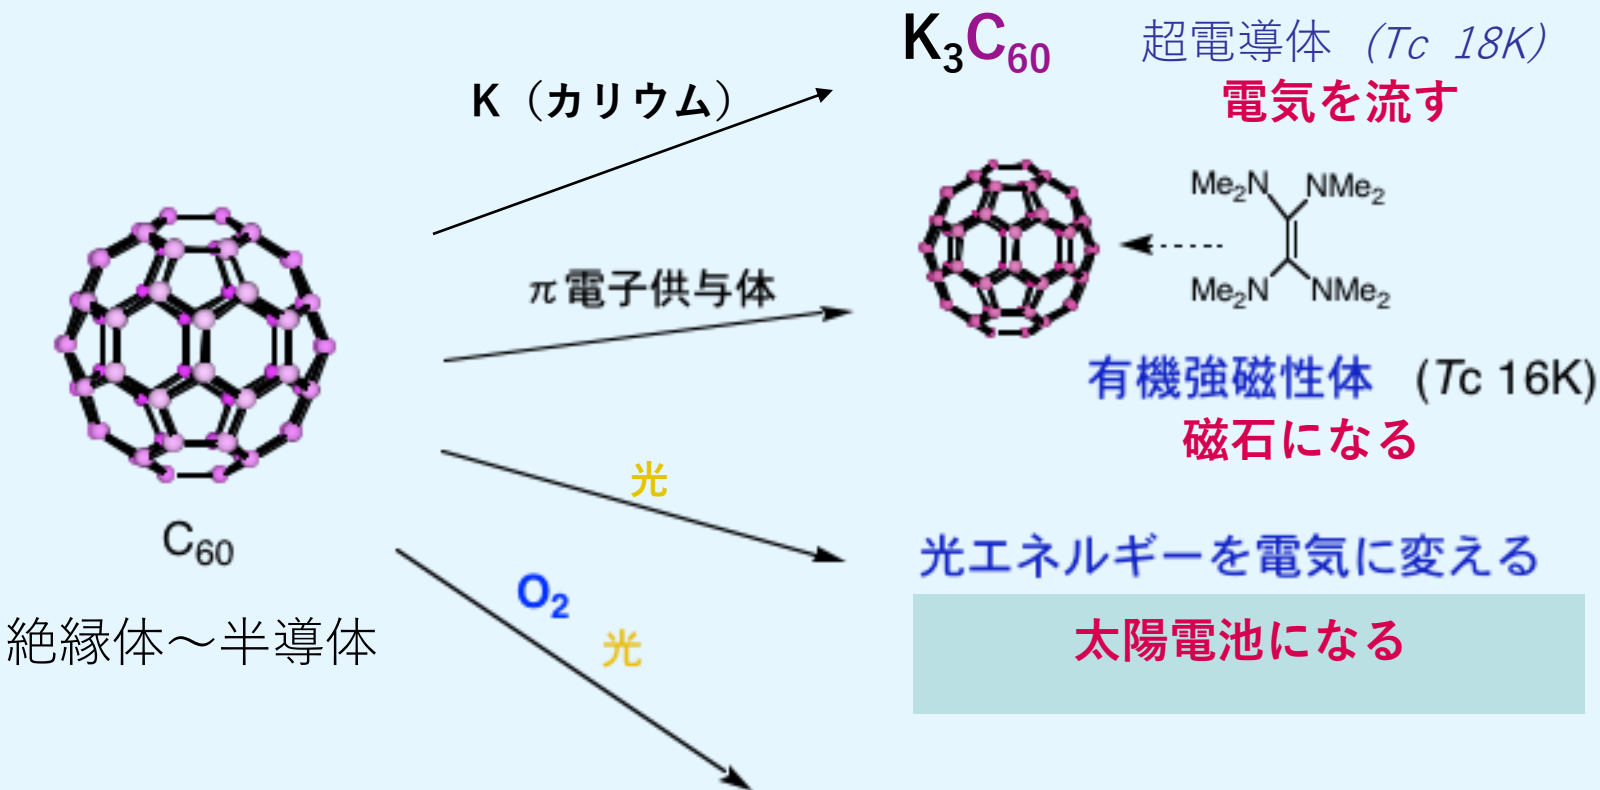 K₃C₆₀ 超電導体 (Tc 18K)
電気を流す
K（カリウム）
Me₂N NMe₂
Me₂N NMe₂
π電子供与体
有機強磁性体 (Tc 16K)
磁石になる
光
光エネルギーを電気に変える
太陽電池になる
C₆₀
絶縁体～半導体
O₂
光